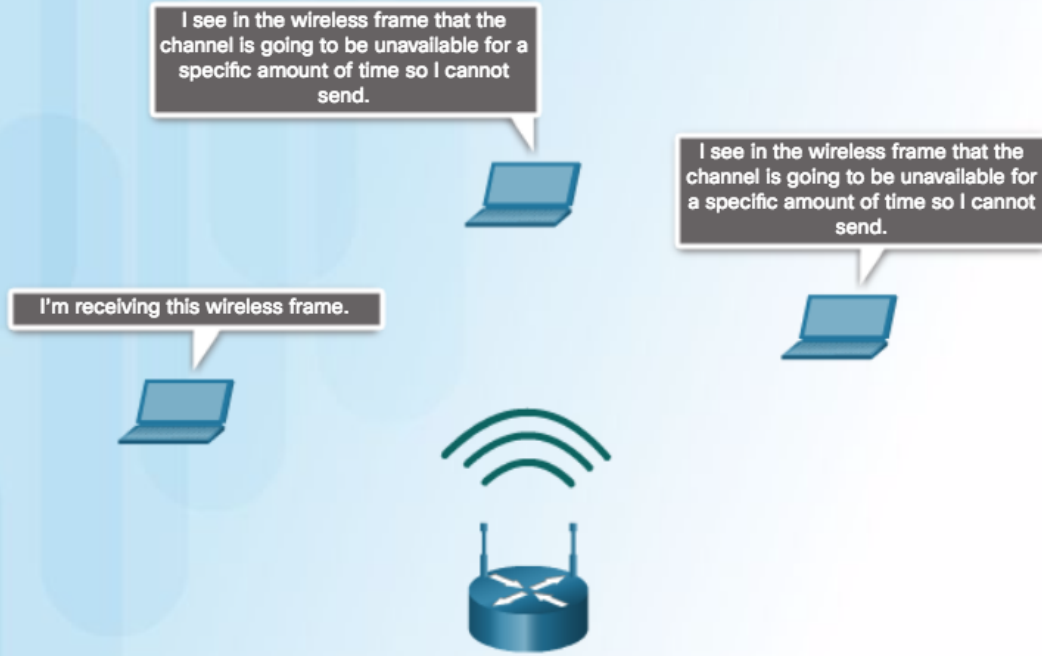 I see in the wireless frame that the
channel is going to be unavailable for a
specific amount of time so I cannot
send.
I see in the wireless frame that the
channel is going to be unavailable for
a specific amount of time so I cannot
send.
I'm receiving this wireless frame.